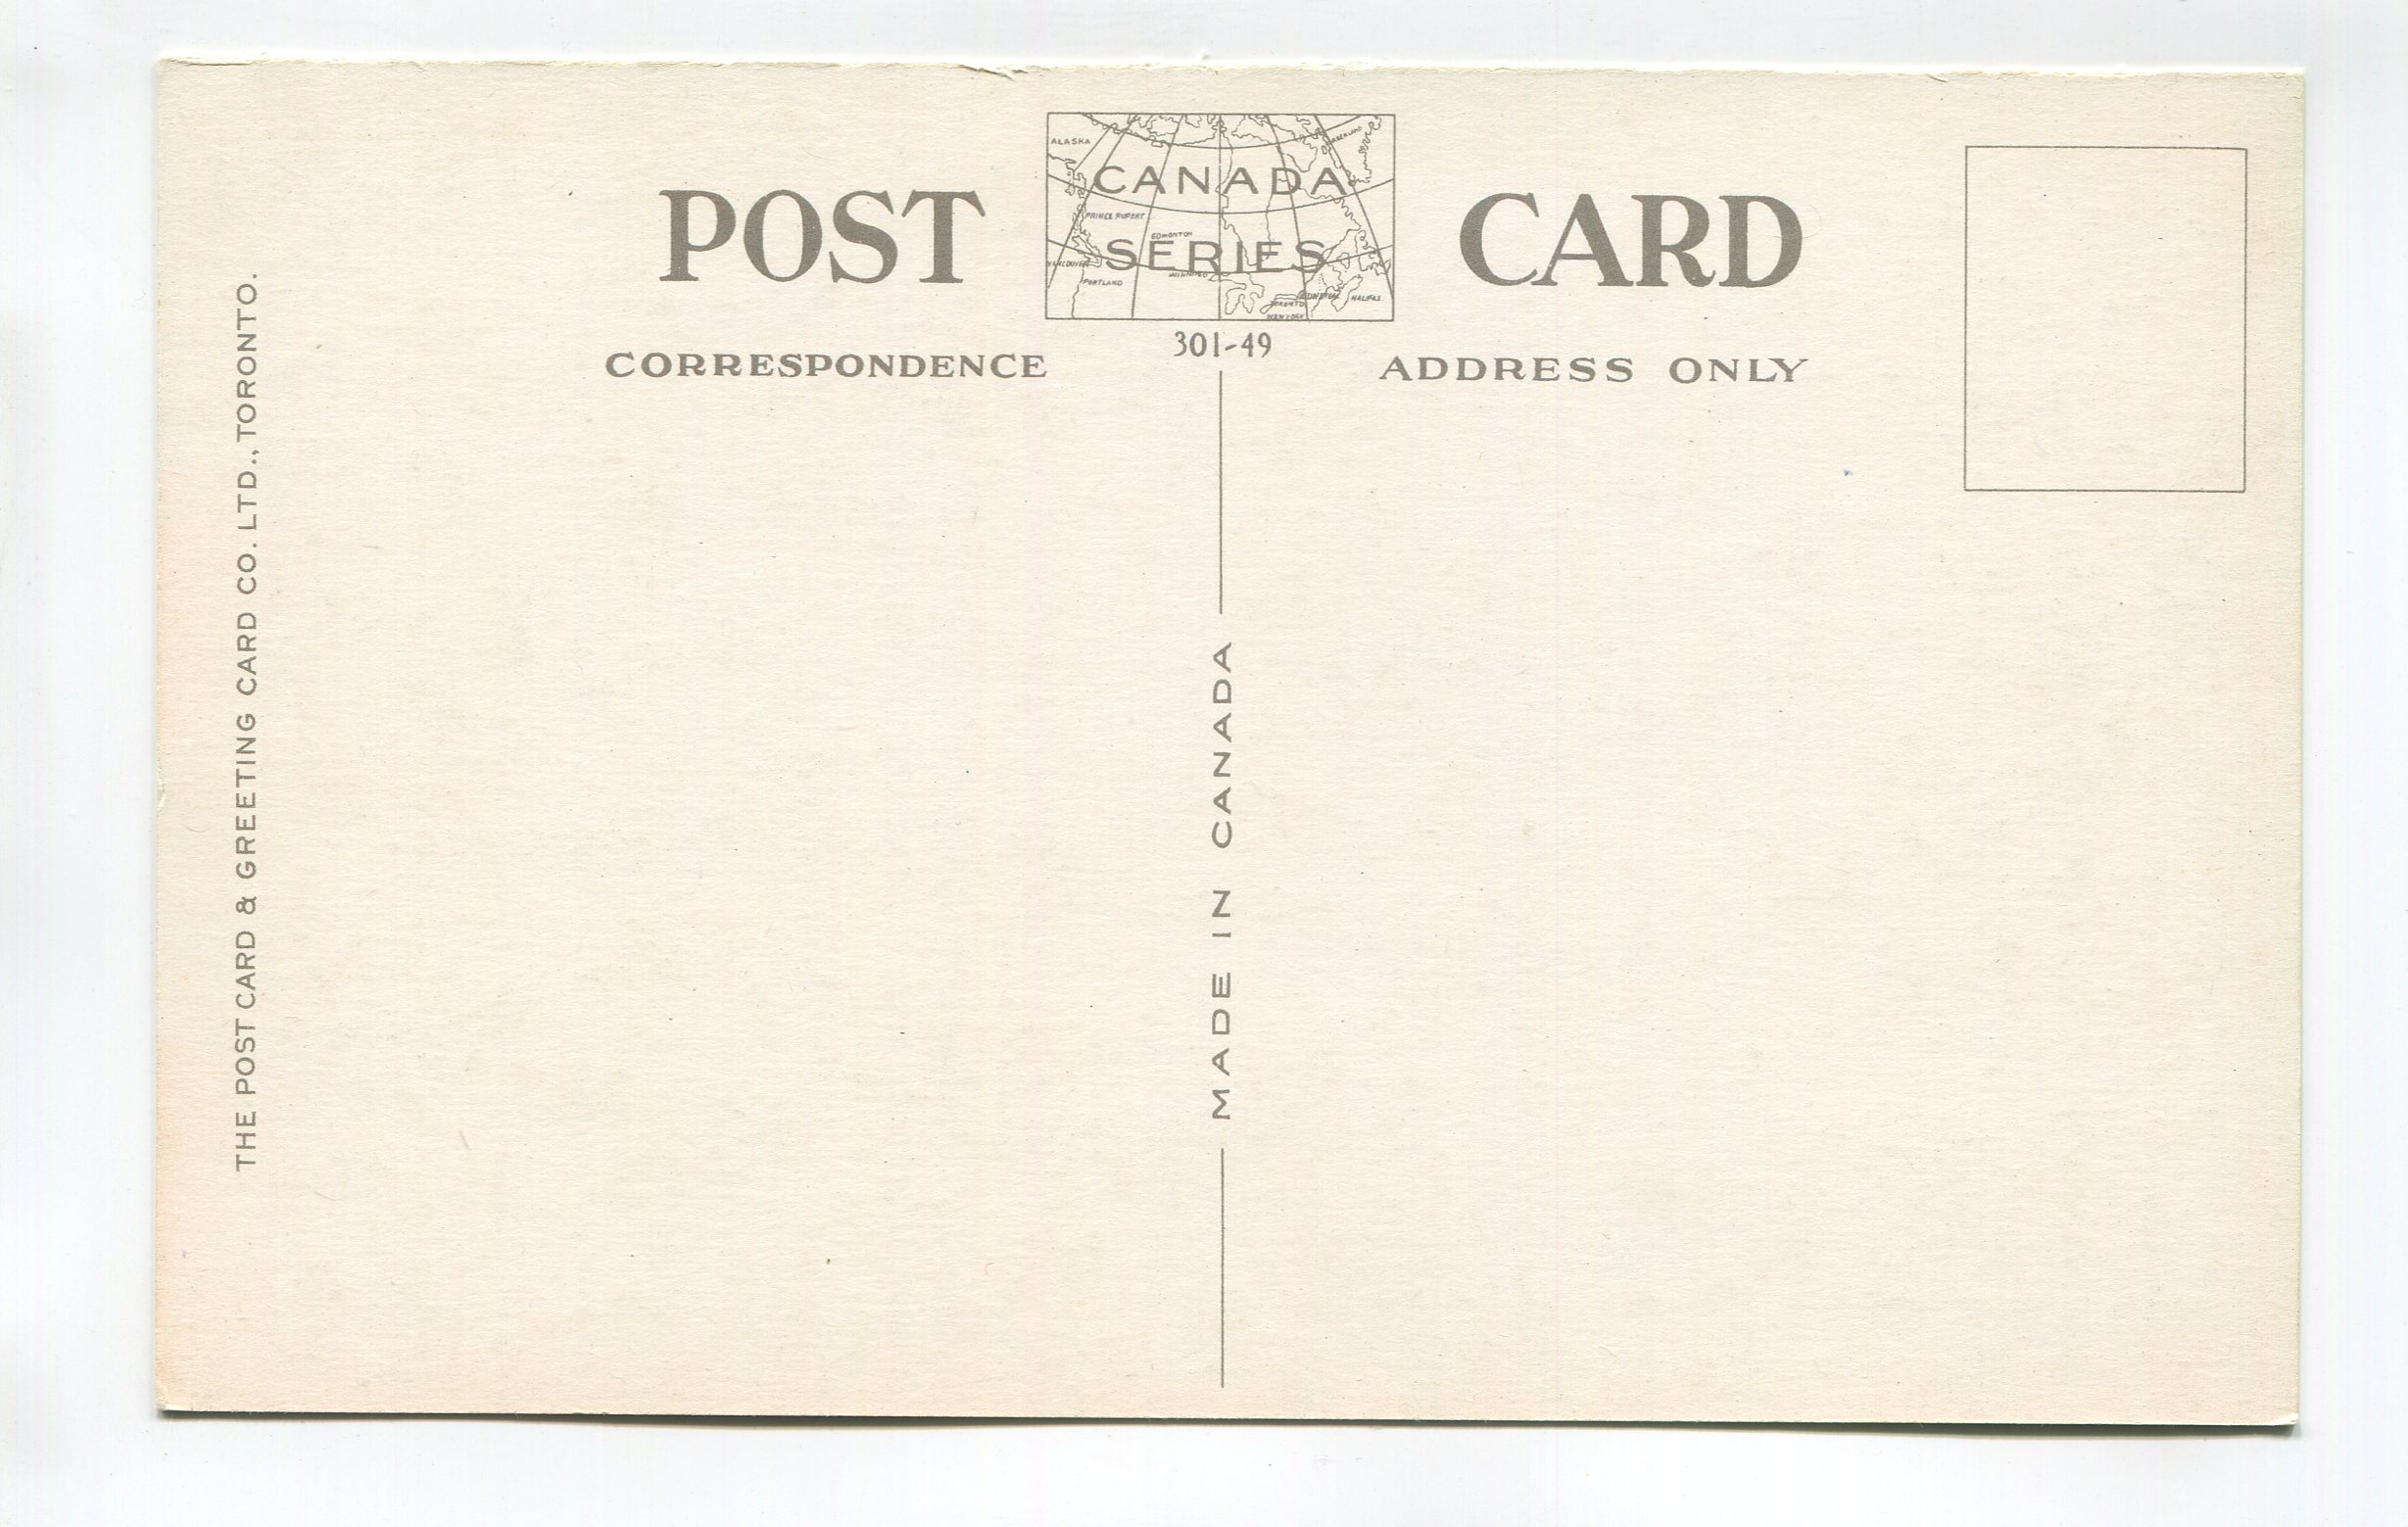 POST CARD
ALASKA
CANADA
PRINCE RUPERT
EDMONTON
SERIES
VANCOUVER
WINNIPEG
PORTLAND
TORONTO
HALIFAX
NEW YORK
301-49
CORRESPONDENCE
ADDRESS ONLY
MADE IN CANADA
THE POST CARD & GREETING CARD CO. LTD., TORONTO.